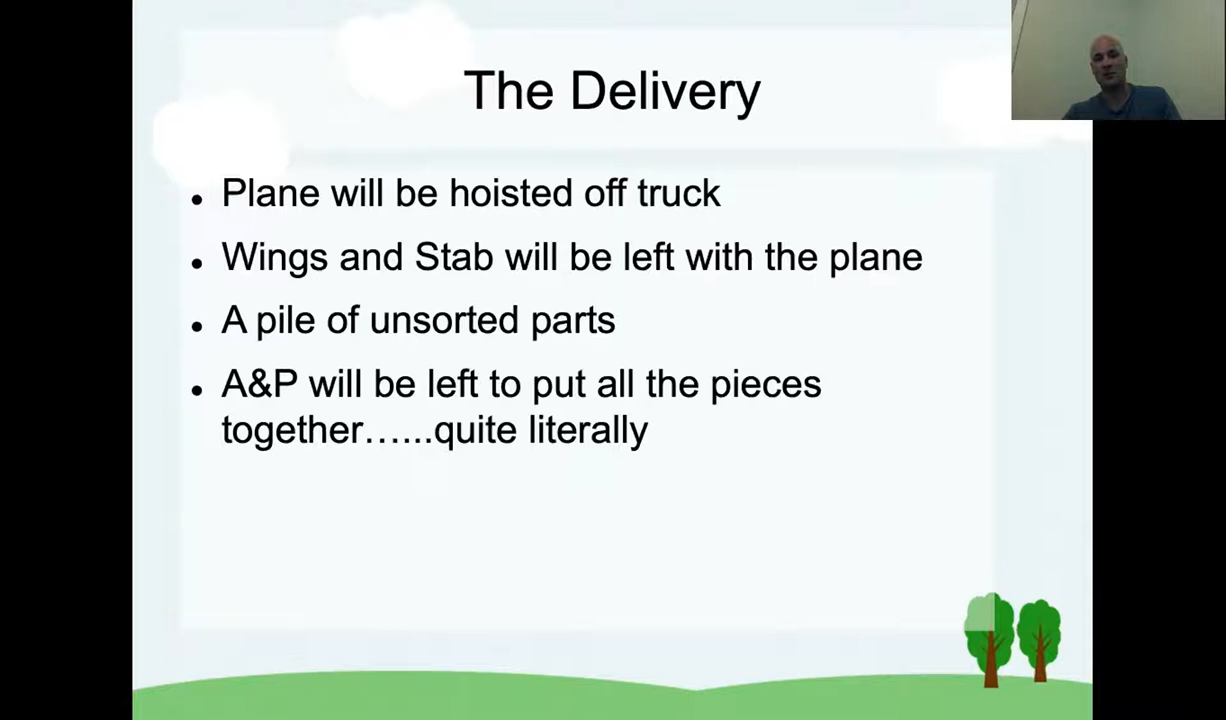 The Delivery
● Plane will be hoisted off truck
● Wings and Stab will be left with the plane
● A pile of unsorted parts
● A&P will be left to put all the pieces
together…...quite literally